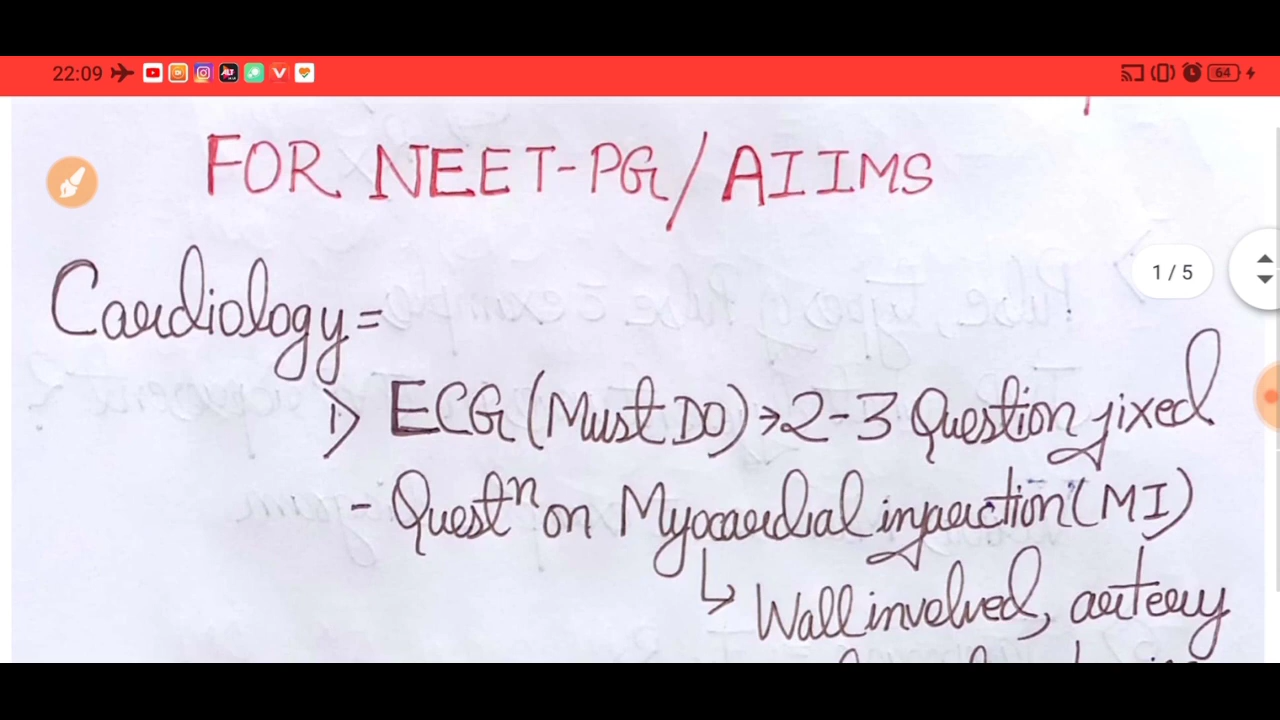 22:09
64
FOR NEET-PG/AIIMS
1 / 5
Cardiology =
1) ECG (Must DO) → 2-3 Question fixed
- Questⁿ on Myocardial infarction (MI)
↳ Wall involved, artery